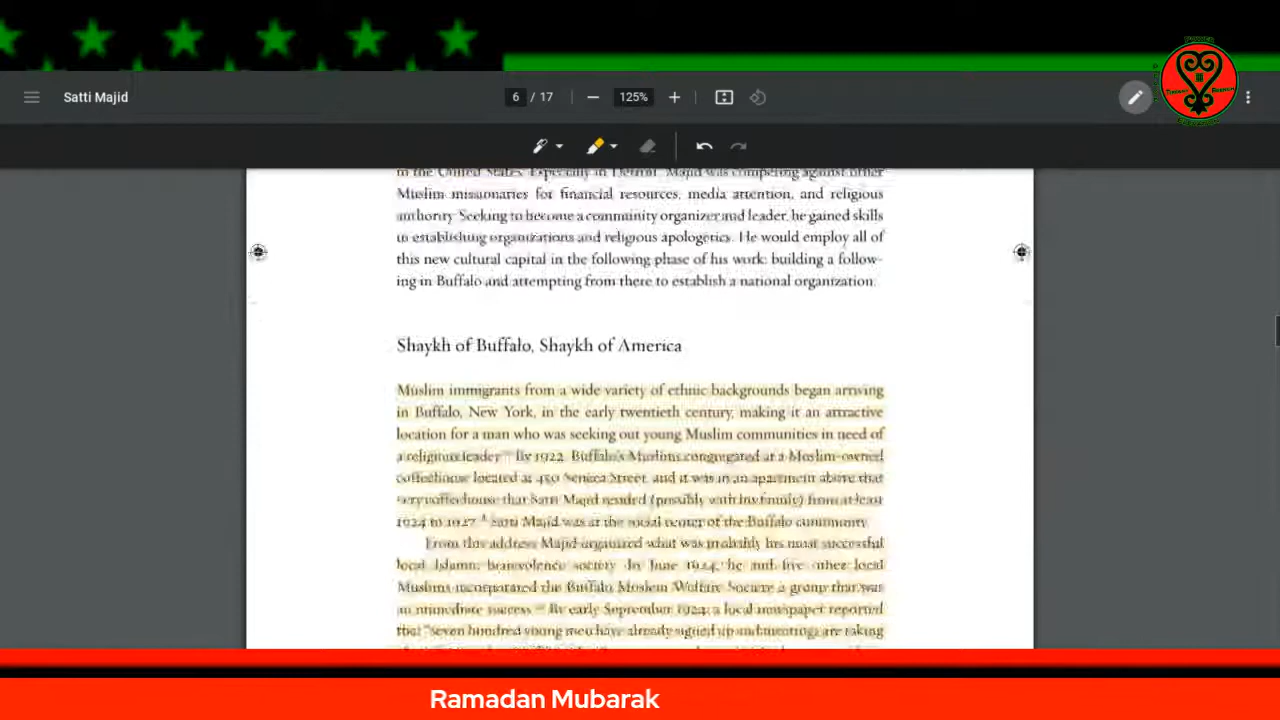 Satti Majid
6 / 17
125%
in the United States. Especially in Detroit, Majid was competing against other
Muslim missionaries for financial resources, media attention, and religious
authority. Seeking to become a community organizer and leader, he gained skills
in establishing organizations and religious apologetics. He would employ all of
this new cultural capital in the following phase of his work: building a follow-
ing in Buffalo and attempting from there to establish a national organization.
Shaykh of Buffalo, Shaykh of America
Muslim immigrants from a wide variety of ethnic backgrounds began arriving
in Buffalo, New York, in the early twentieth century, making it an attractive
location for a man who was seeking out young Muslim communities in need of
a religious leader. By 1922, Buffalo's Muslims congregated at a Moslem-owned
coffeehouse located at 450 Seneca Street, and it was in an apartment above that
very coffeehouse that Satti Majid resided (possibly with his family) from at least
1924 to 1927. Satti Majid was at the social center of the Buffalo community.
From this address Majid organized what was probably his most successful
local Islamic benevolence society. In June 1924, he and five other local
Muslims incorporated the Buffalo Moslem Welfare Society, a group that was
an immediate success. By early September 1924, a local newspaper reported
that "seven hundred young men have already signed up and meetings are taking
Ramadan Mubarak